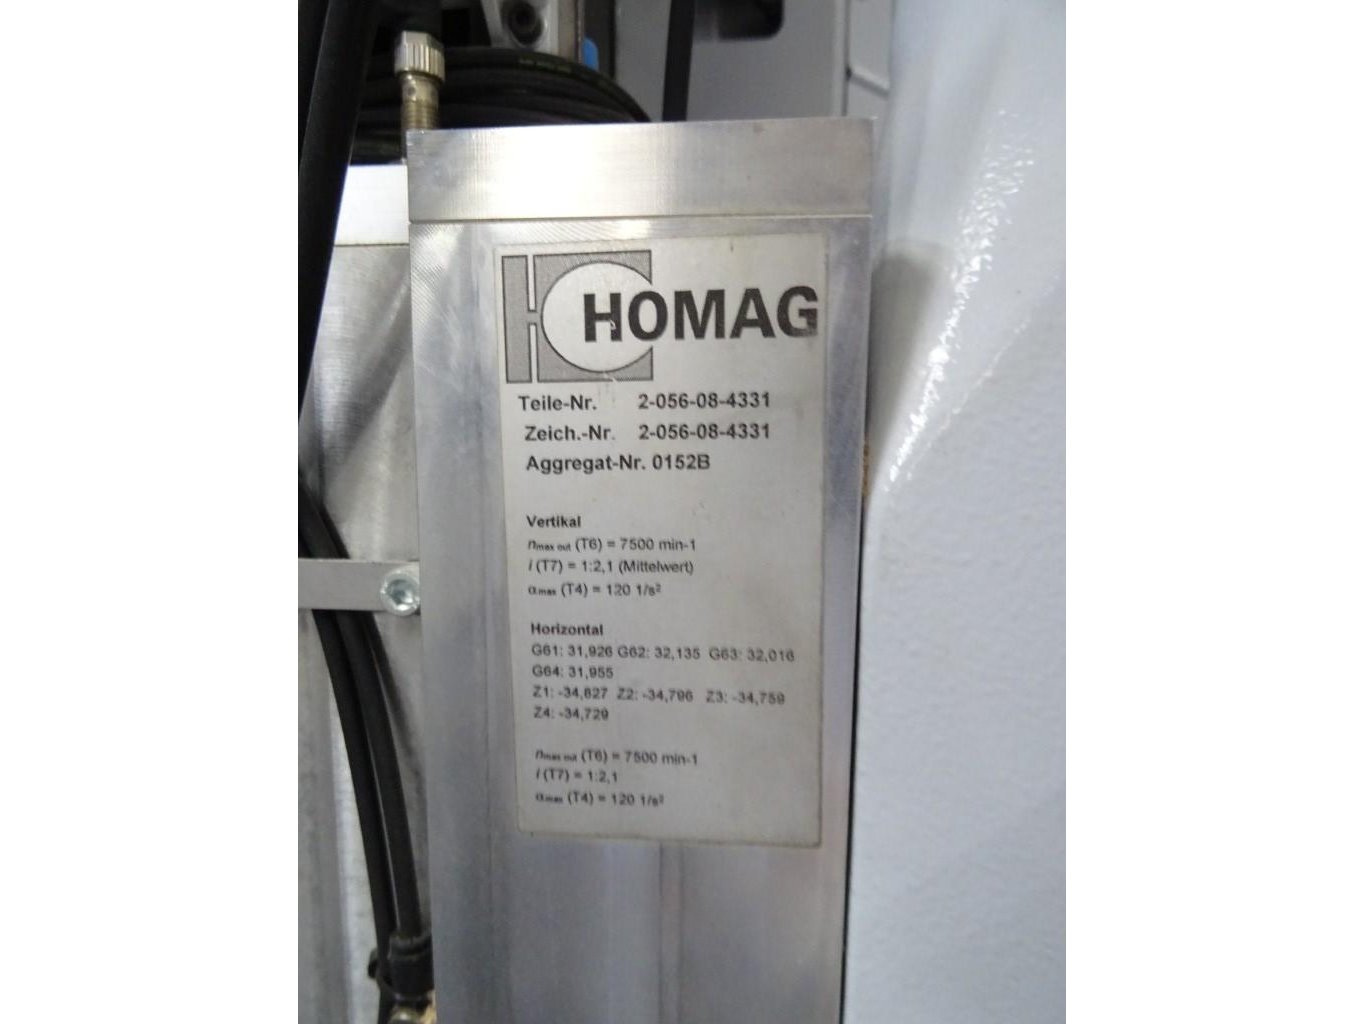 HOMAG
Teile-Nr. 2-056-08-4331
Zeich.-Nr. 2-056-08-4331
Aggregat-Nr. 0152B
Vertikal
nmax out (T6) = 7500 min-1
i (T7) = 1:2,1 (Mittelwert)
αmax (T4) = 120 1/s²
Horizontal
G61: 31,926 G62: 32,135 G63: 32,016
G64: 31,955
Z1: -34,827 Z2: -34,796 Z3: -34,759
Z4: -34,729
nmax out (T6) = 7500 min-1
i (T7) = 1:2,1
αmax (T4) = 120 1/s²